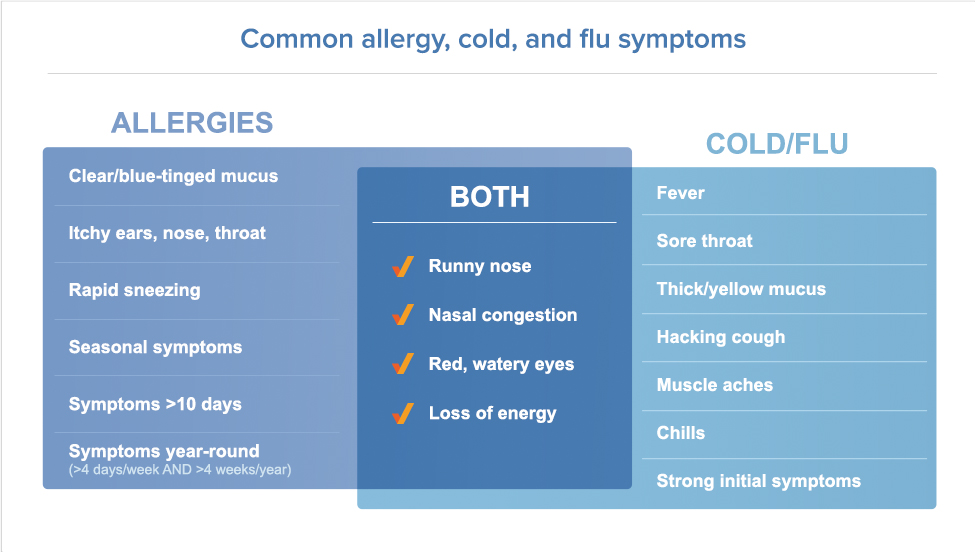 Common allergy, cold, and flu symptoms
ALLERGIES
Clear/blue-tinged mucus
Itchy ears, nose, throat
Rapid sneezing
Seasonal symptoms
Symptoms >10 days
Symptoms year-round
(>4 days/week AND >4 weeks/year)
BOTH
Runny nose
Nasal congestion
Red, watery eyes
Loss of energy
COLD/FLU
Fever
Sore throat
Thick/yellow mucus
Hacking cough
Muscle aches
Chills
Strong initial symptoms